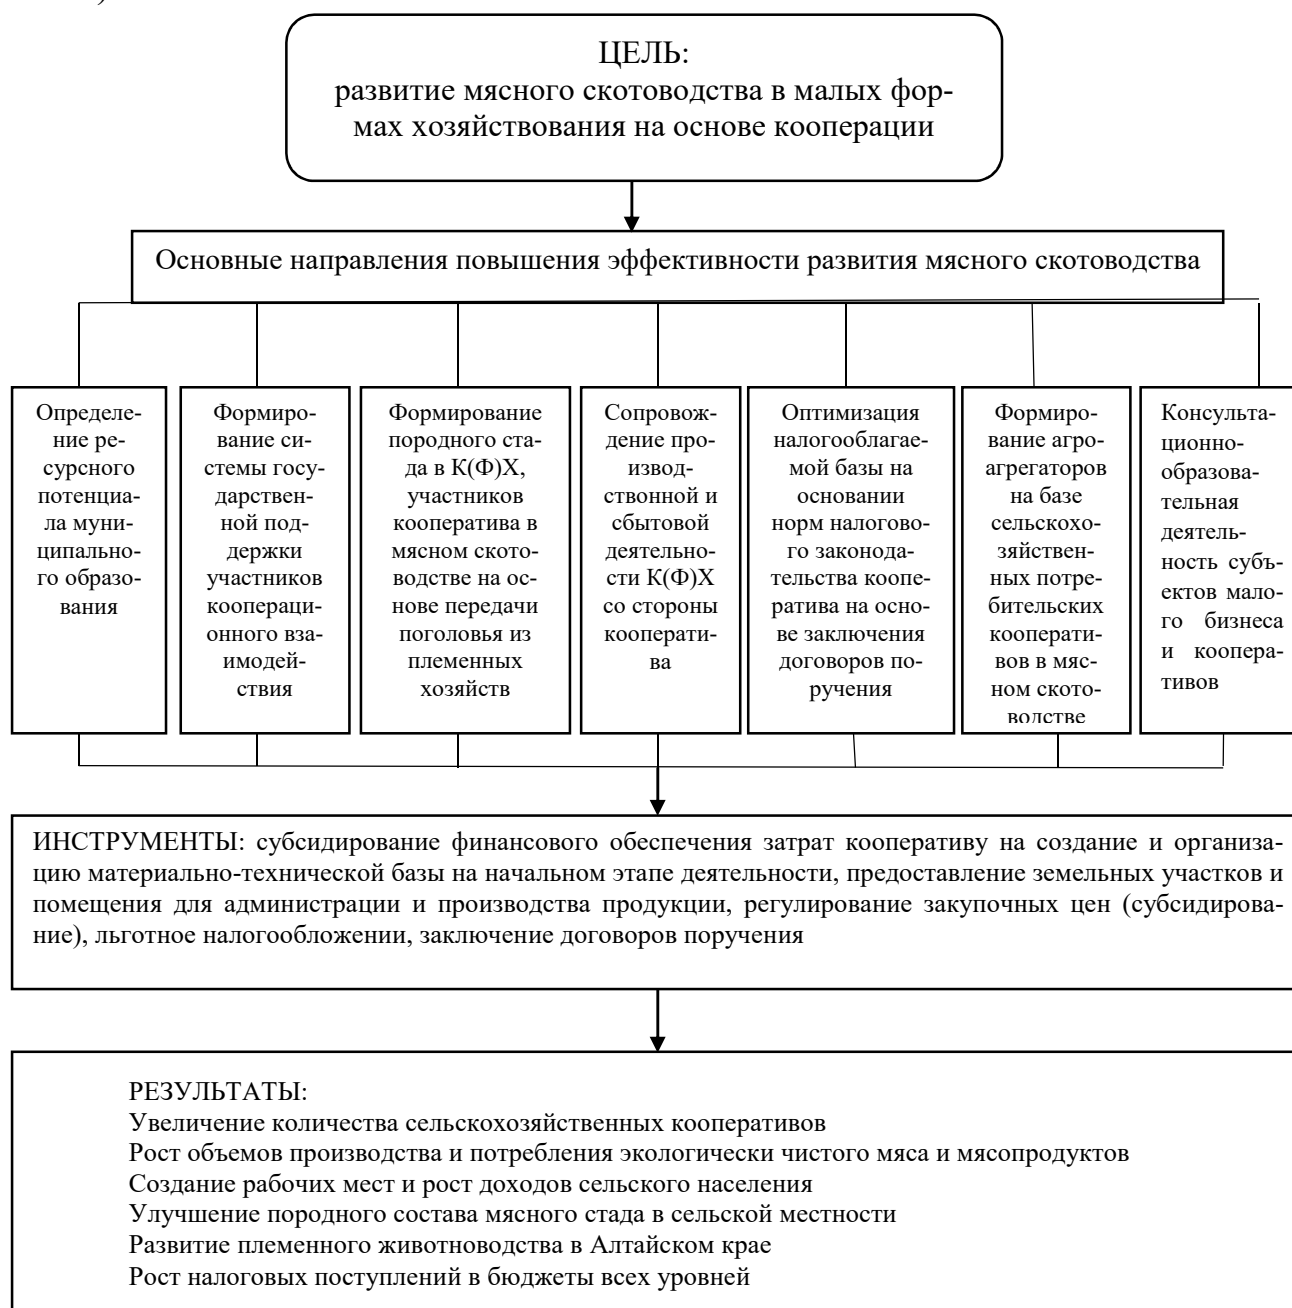 )
ЦЕЛЬ:
развитие мясного скотоводства в малых фор-
мах хозяйствования на основе кооперации
Основные направления повышения эффективности развития мясного скотоводства
Определе-
ние ре-
сурсного
потенциа-
ла муни-
ципально-
го образо-
вания
Формиро-
вание си-
стемы госу-
дарствен-
ной под-
держки
участников
кооперaци-
онного вза-
имодей-
ствия
Формирование
породного ста-
да в К(Ф)Х,
участников
кооператива в
мясном ското-
водстве на ос-
нове передачи
поголовья из
племенных
хозяйств
Сопровож-
дение про-
извод-
ствонной и
сбытовой
деятельно-
сти К(Ф)Х
со стороны
кооперати-
ва
Оптимизация
налогооблагае-
мой базы на
основании
норм налогово-
го законода-
тельства коопе-
ратива на осно-
ве заключения
договоров по-
ручения
Формиро-
вание агро-
агрегаторов
на базе
сельскохо-
зяйствен-
ных потре-
бительских
кооперати-
вов в мяс-
ном ското-
водстве
Консульта-
ционно-
образова-
тельная
деятель-
ность субъ-
ектов мало-
го бизнеса
и коопера-
тивов
ИНСТРУМЕНТЫ: субсидирование финансового обеспечения затрат кооперативу на создание и организа-
цию материально-технической базы на начальном этапе деятельности, предоставление земельных участков и
помещения для администрации и производства продукции, регулирование закупочных цен (субсидирова-
ние), льготное налогообложении, заключение договоров поручения
РЕЗУЛЬТАТЫ:
Увеличение количества сельскохозяйственных кооперативов
Рост объемов производства и потребления экологически чистого мяса и мясопродуктов
Создание рабочих мест и рост доходов сельского населения
Улучшение породного состава мясного стада в сельской местности
Развитие племенного животноводства в Алтайском крае
Рост налоговых поступлений в бюджеты всех уровней